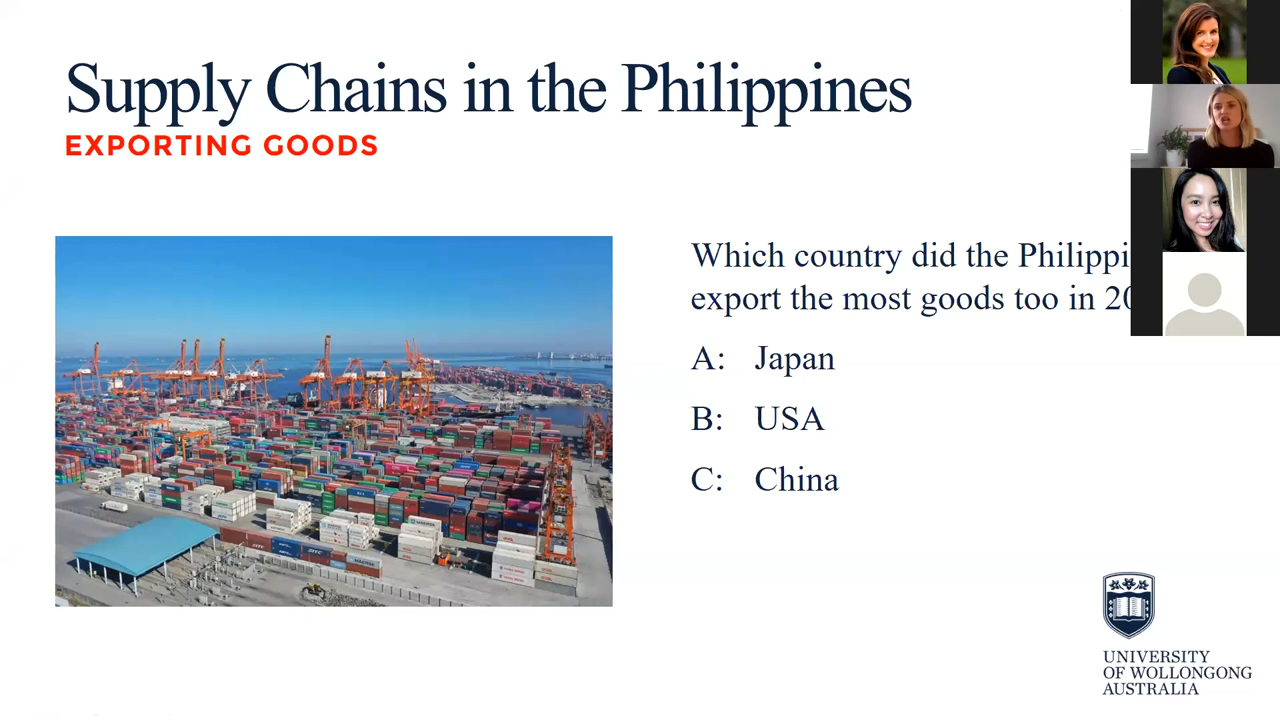 Supply Chains in the Philippines
EXPORTING GOODS
Which country did the
export the most goods too in
A: Japan
B: USA
C: China
UNIVERSITY
OF WOLLONGONG
AUSTRALIA